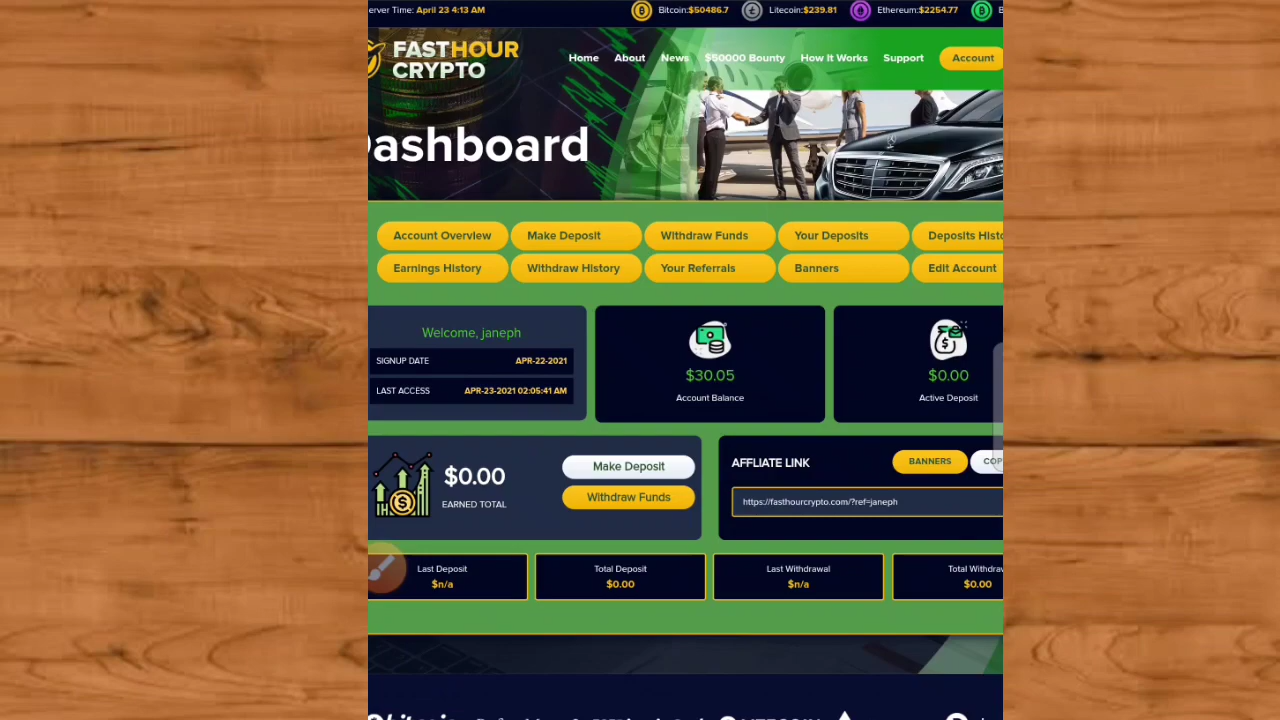 erver Time: April 23 4:13 AM
Bitcoin:$50486.7 Litecoin:$239.81 Ethereum:$2254.77 B
FASTHOUR
CRYPTO
Home About News $50000 Bounty How It Works Support Account
Dashboard
Account Overview Make Deposit Withdraw Funds Your Deposits Deposits Histo
Earnings History Withdraw History Your Referrals Banners Edit Account
Welcome, janeph
SIGNUP DATE APR-22-2021
LAST ACCESS APR-23-2021 02:05:41 AM
$30.05
Account Balance
$0.00
Active Deposit
$0.00
EARNED TOTAL
Make Deposit
Withdraw Funds
AFFLIATE LINK
BANNERS COP
https://fasthourcrypto.com/?ref=janeph
Last Deposit
$n/a
Total Deposit
$0.00
Last Withdrawal
$n/a
Total Withdraw
$0.00